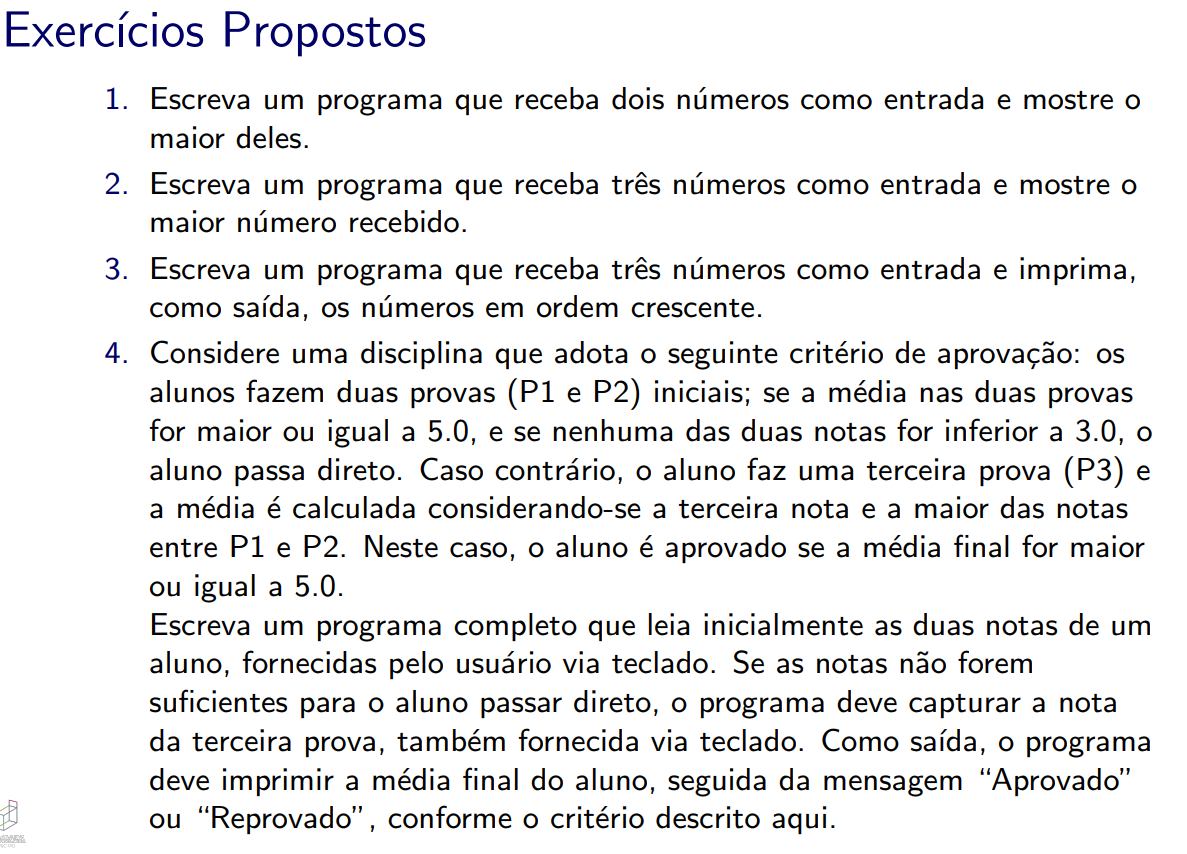 Exercícios Propostos
1. Escreva um programa que receba dois números como entrada e mostre o
maior deles.
2. Escreva um programa que receba três números como entrada e mostre o
maior número recebido.
3. Escreva um programa que receba três números como entrada e imprima,
como saída, os números em ordem crescente.
4. Considere uma disciplina que adota o seguinte critério de aprovação: os
alunos fazem duas provas (P1 e P2) iniciais; se a média nas duas provas
for maior ou igual a 5.0, e se nenhuma das duas notas for inferior a 3.0, o
aluno passa direto. Caso contrário, o aluno faz uma terceira prova (P3) e
a média é calculada considerando-se a terceira nota e a maior das notas
entre P1 e P2. Neste caso, o aluno é aprovado se a média final for maior
ou igual a 5.0.
Escreva um programa completo que leia inicialmente as duas notas de um
aluno, fornecidas pelo usuário via teclado. Se as notas não forem
suficientes para o aluno passar direto, o programa deve capturar a nota
da terceira prova, também fornecida via teclado. Como saída, o programa
deve imprimir a média final do aluno, seguida da mensagem “Aprovado”
ou “Reprovado”, conforme o critério descrito aqui.